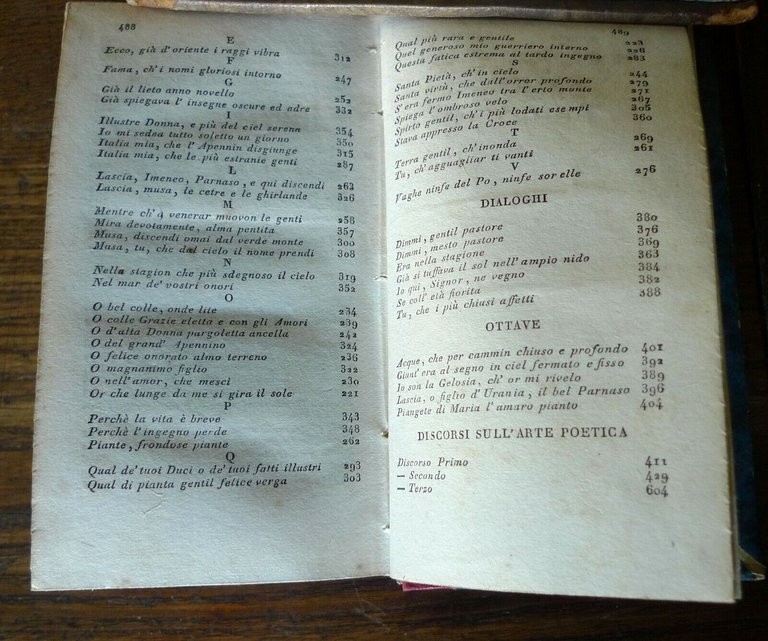 488
E
Ecco, già d'oriente i raggi vibra 312
F
Fama, ch'i nomi gloriosi intorno 247
G
Già il lieto anno novello 252
Già spiegava l'insegne oscure ed adre 332
I
Illustre Donna, e più del ciel serena 354
Io mi sedea tutto soletto un giorno 350
Italia mia, che l'Apennin disgiunge 315
Italia mia, che le più estranie genti 287
L
Lascia, Imeneo, Parnaso, e qui discendi 263
Lascia, musa, le cetre e le ghirlande 326
M
Mentre ch'a venerar muovon le genti 258
Mira devotamente, alma pentita 357
Musa, discendi omai dal verde monte 300
Musa, tu, che dal cielo il nome prendi 308
N
Nella stagion che più sdegnoso il cielo 319
Nel mar de' vostri onori 352
O
O bel colle, onde lite 234
O colle Grazie eletta e con gli Amori 239
O d'alta Donna pargoletta ancella 242
O del grand' Apennino 324
O felice onorato almo terreno 236
O magnanimo figlio 322
O nell'amor, che mesci 230
Or che lunge da me si gira il sole 221
P
Perchè la vita è breve 343
Perchè l'ingegno perde 348
Piante, frondose piante 262
Q
Qual de' tuoi Duci o de' tuoi fatti illustri 293
Qual di pianta gentil felice verga 303
489
Qual più rara e gentile 223
Quel generoso mio guerriero interno 228
Questa fatica estrema al tardo ingegno 283
S
Santa Pietà, ch'in cielo 244
Santa virtù, che dall'orror profondo 279
S'era fermo Imeneo tra l'erto monte 271
Spiega l'ombroso velo 267
Spirto gentil, ch'i più lodati esempi 305
Stava appresso la Croce 360
T
Terra gentil, ch'inonda 269
Tu, ch'agguagliar ti vanti 261
V
Vaghe ninfe del Po, ninfe sorelle 276
DIALOGHI
Dimmi, gentil pastore 380
Dimmi, mesto pastore 376
Era nella stagione 369
Già si tuffava il sol nell'ampio nido 363
Io qui, Signor, ne vegno 384
Se coll'età fiorita 382
Tu, che i più chiusi affetti 388
OTTAVE
Acque, che per cammin chiuso e profondo 401
Giunt'era al segno in ciel fermato e fisso 392
Io son la Gelosia, ch'or mi rivelo 389
Lascia, o figlio d'Urania, il bel Parnaso 396
Piangete di Maria l'amaro pianto 404
DISCORSI SULL'ARTE POETICA
Discorso Primo 411
— Secondo 429
— Terzo 604